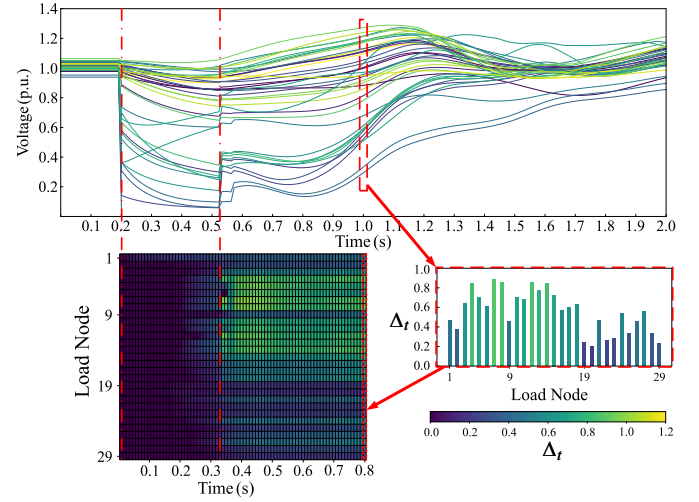 1.4
1.2
1.0
0.8
0.6
0.4
0.2
Voltage (p.u.)
0.1 0.2 0.3 0.4 0.5 0.6 0.7 0.8 0.9 1.0 1.1 1.2 1.3 1.4 1.5 1.6 1.7 1.8 1.9 2.0
Time (s)
1
9
19
29
Load Node
0.1 0.2 0.3 0.4 0.5 0.6 0.7 0.8
Time (s)
1.0
0.8
0.6
0.4
0.2
0.0
Δt
1 9 19 29
Load Node
0.0 0.2 0.4 0.6 0.8 1.0 1.2
Δt